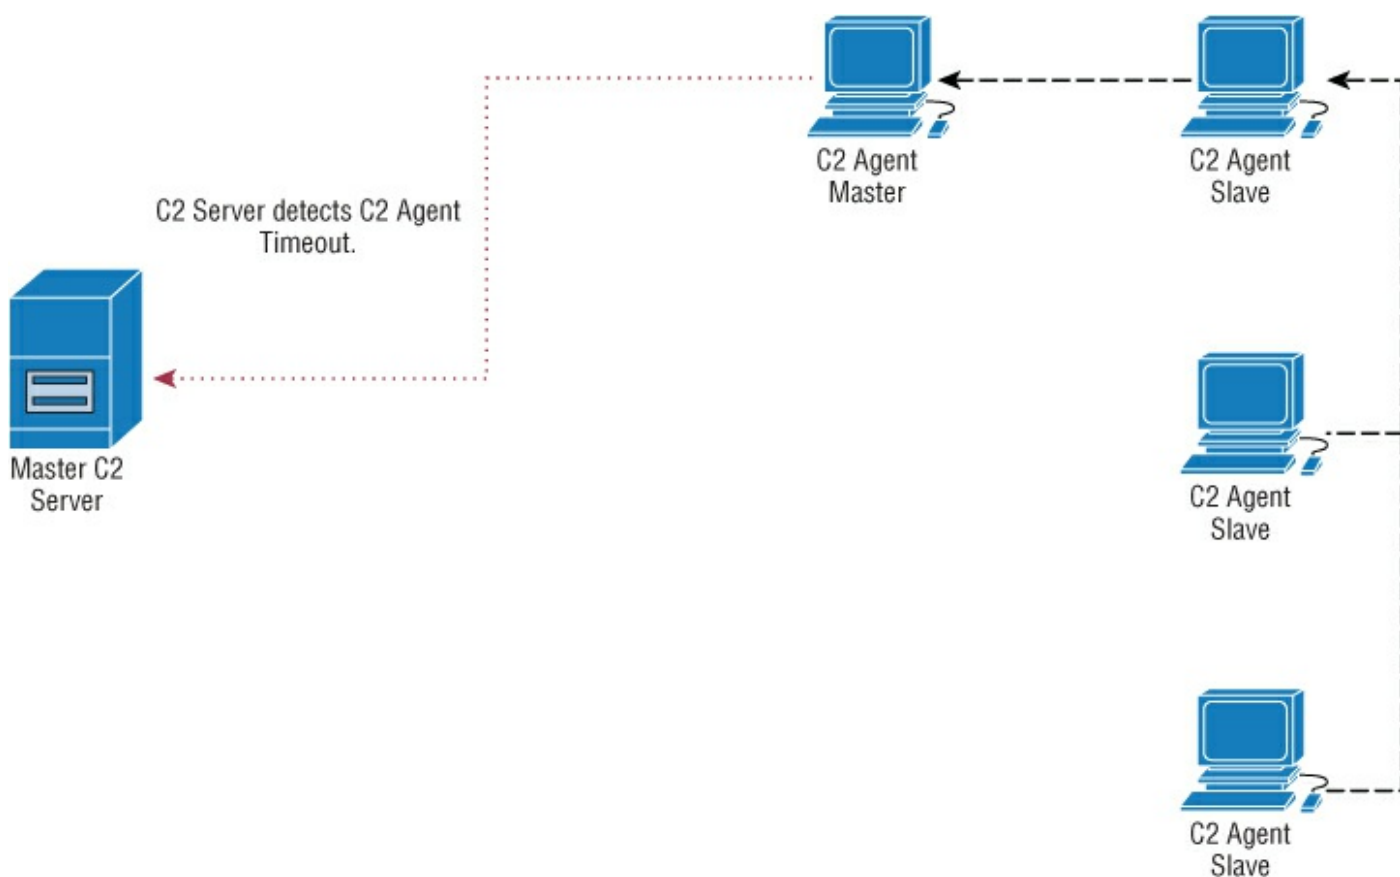 C2 Agent
Master
C2 Agent
Slave
C2 Server detects C2 Agent
Timeout.
Master C2
Server
C2 Agent
Slave
C2 Agent
Slave